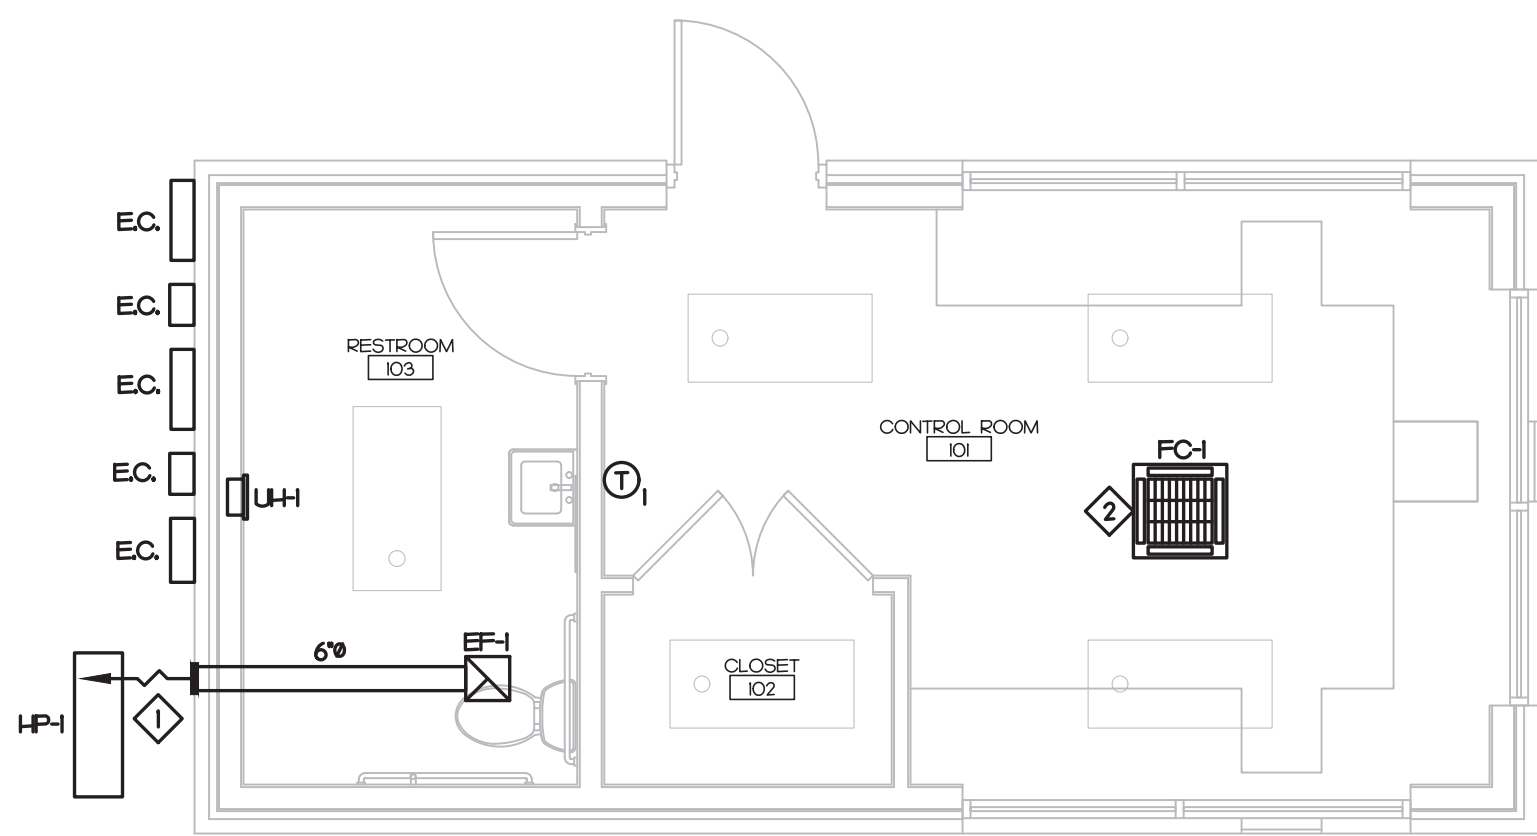 E.C.
E.C.
RESTROOM
103
E.C.
CONTROL ROOM
101
FC-1
E.C.
UH-1
T
1
2
E.C.
6"Ø
EF-1
CLOSET
102
HP-1
1